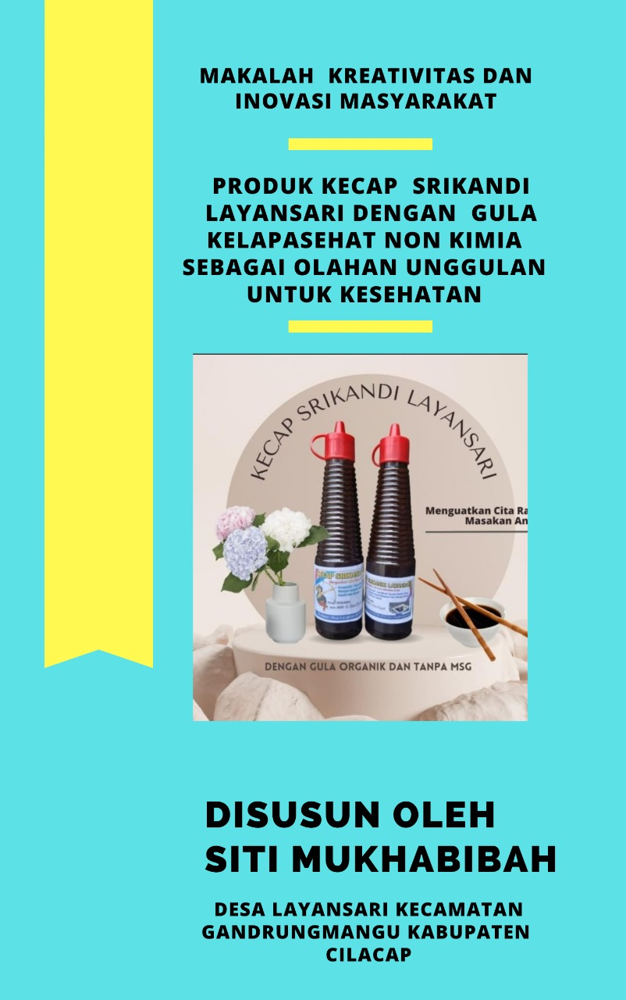 MAKALAH KREATIVITAS DAN
INOVASI MASYARAKAT
PRODUK KECAP SRIKANDI
LAYANSARI DENGAN GULA
KELAPASEHAT NON KIMIA
SEBAGAI OLAHAN UNGGULAN
UNTUK KESEHATAN
KECAP SRIKANDI LAYANSARI
Menguatkan Cita Ra
Masakan An
DENGAN GULA ORGANIK DAN TANPA MSG
DISUSUN OLEH
SITI MUKHABIBAH
DESA LAYANSARI KECAMATAN
GANDRUNGMANGU KABUPATEN
CILACAP